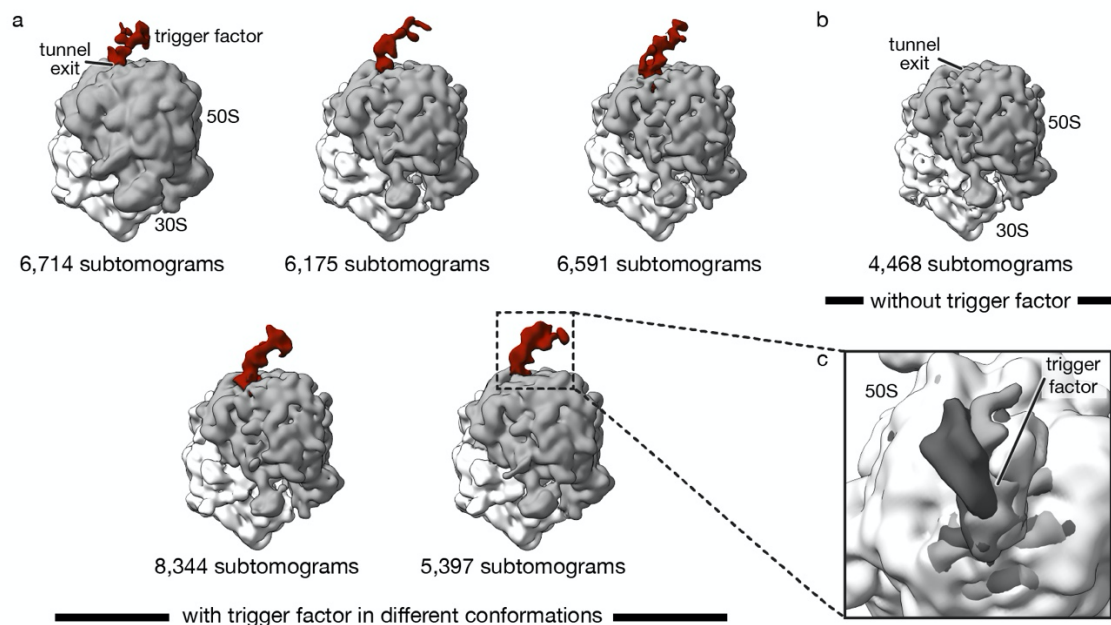 a
trigger factor
tunnel
exit
50S
30S
6,714 subtomograms
6,175 subtomograms
6,591 subtomograms
b
tunnel
exit
50S
30S
4,468 subtomograms
without trigger factor
8,344 subtomograms
5,397 subtomograms
with trigger factor in different conformations
c
50S
trigger
factor